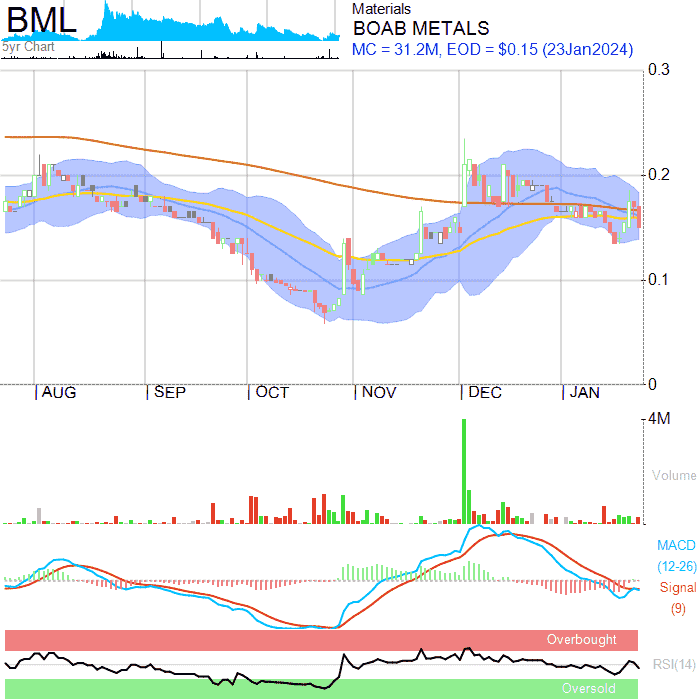 BML
5yr Chart
Materials
BOAB METALS
MC = 31.2M, EOD = $0.15 (23Jan2024)
0.3
0.2
0.1
0
AUG SEP OCT NOV DEC JAN
4M
Volume
MACD
(12-26)
Signal
(9)
Overbought
RSI(14)
Oversold